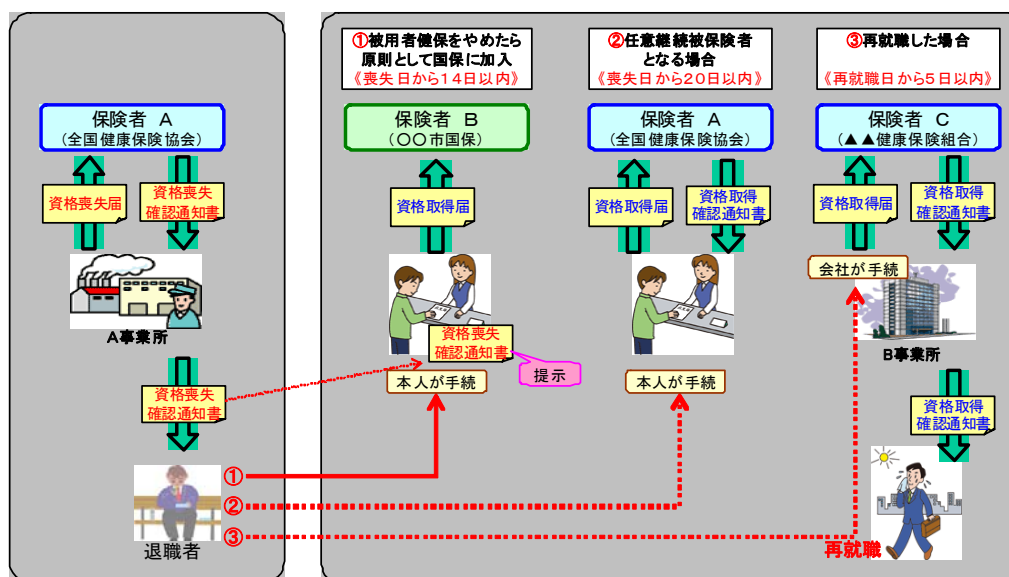 保険者 A
(全国健康保険協会)
資格喪失届
資格喪失
確認通知書
A事業所
資格喪失
確認通知書
退職者
①
②
③
①被用者健保をやめたら
原則として国保に加入
《喪失日から14日以内》
保険者 B
(〇〇市国保)
資格取得届
資格喪失
確認通知書
提示
本人が手続
②任意継続被保険者
となる場合
《喪失日から20日以内》
保険者 A
(全国健康保険協会)
資格取得届
資格取得
確認通知書
本人が手続
③再就職した場合
《再就職日から5日以内》
保険者 C
(▲▲健康保険組合)
資格取得届
資格取得
確認通知書
会社が手続
B事業所
資格取得
確認通知書
再就職